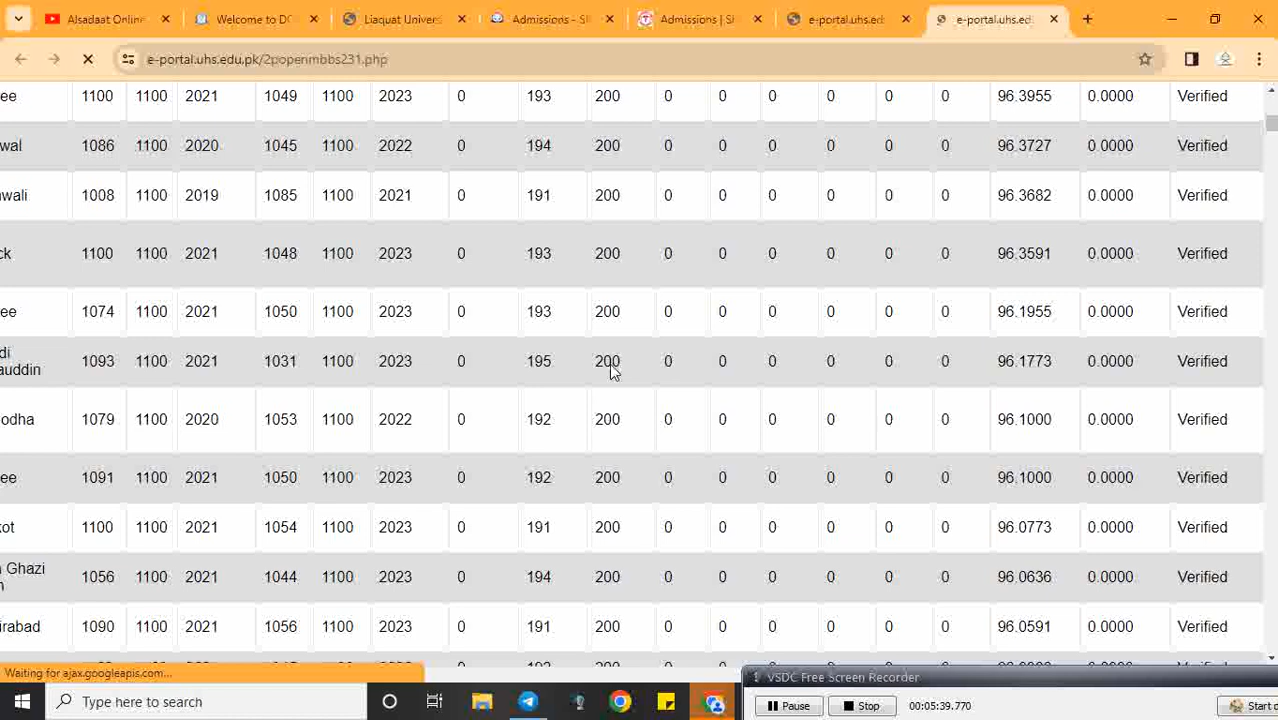 Alsadaat Online
Welcome to D
Liaquat Univer
Admissions - S
Admissions | S
e-portal.uhs.ed
e-portal.uhs.ed
e-portal.uhs.edu.pk/2popenmbbs231.php
ee 1100 1100 2021 1049 1100 2023 0 193 200 0 0 0 0 0 0 96.3955 0.0000 Verified
wal 1086 1100 2020 1045 1100 2022 0 194 200 0 0 0 0 0 0 96.3727 0.0000 Verified
wali 1008 1100 2019 1085 1100 2021 0 191 200 0 0 0 0 0 0 96.3682 0.0000 Verified
ck 1100 1100 2021 1048 1100 2023 0 193 200 0 0 0 0 0 0 96.3591 0.0000 Verified
ee 1074 1100 2021 1050 1100 2023 0 193 200 0 0 0 0 0 0 96.1955 0.0000 Verified
di
auddin 1093 1100 2021 1031 1100 2023 0 195 200 0 0 0 0 0 0 96.1773 0.0000 Verified
odha 1079 1100 2020 1053 1100 2022 0 192 200 0 0 0 0 0 0 96.1000 0.0000 Verified
ee 1091 1100 2021 1050 1100 2023 0 192 200 0 0 0 0 0 0 96.1000 0.0000 Verified
kot 1100 1100 2021 1054 1100 2023 0 191 200 0 0 0 0 0 0 96.0773 0.0000 Verified
Ghazi
n 1056 1100 2021 1044 1100 2023 0 194 200 0 0 0 0 0 0 96.0636 0.0000 Verified
irabad 1090 1100 2021 1056 1100 2023 0 191 200 0 0 0 0 0 0 96.0591 0.0000 Verified
Waiting for ajax.googleapis.com...
VSDC Free Screen Recorder
Type here to search
Pause Stop 00:05:39.770 Start